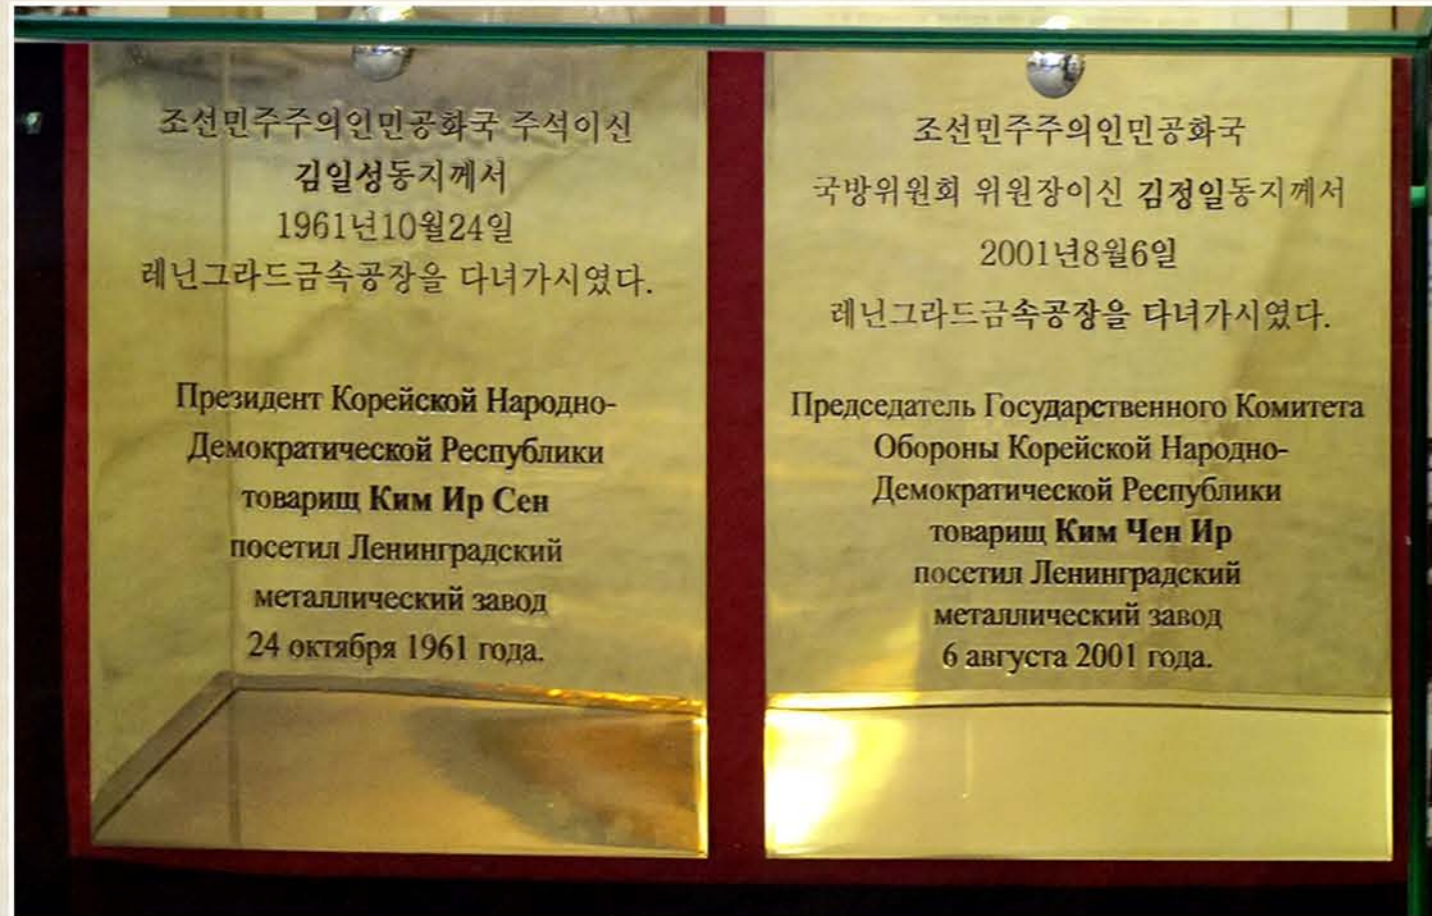 조선민주주의인민공화국 주석이신
김일성동지께서
1961년10월24일
레닌그라드금속공장을 다녀가시였다.
Президент Корейской Народно-
Демократической Республики
товарищ Ким Ир Сен
посетил Ленинградский
металлический завод
24 октября 1961 года.
조선민주주의인민공화국
국방위원회 위원장이신 김정일동지께서
2001년8월6일
레닌그라드금속공장을 다녀가시였다.
Председатель Государственного Комитета
Обороны Корейской Народно-
Демократической Республики
товарищ Ким Чен Ир
посетил Ленинградский
металлический завод
6 августа 2001 года.